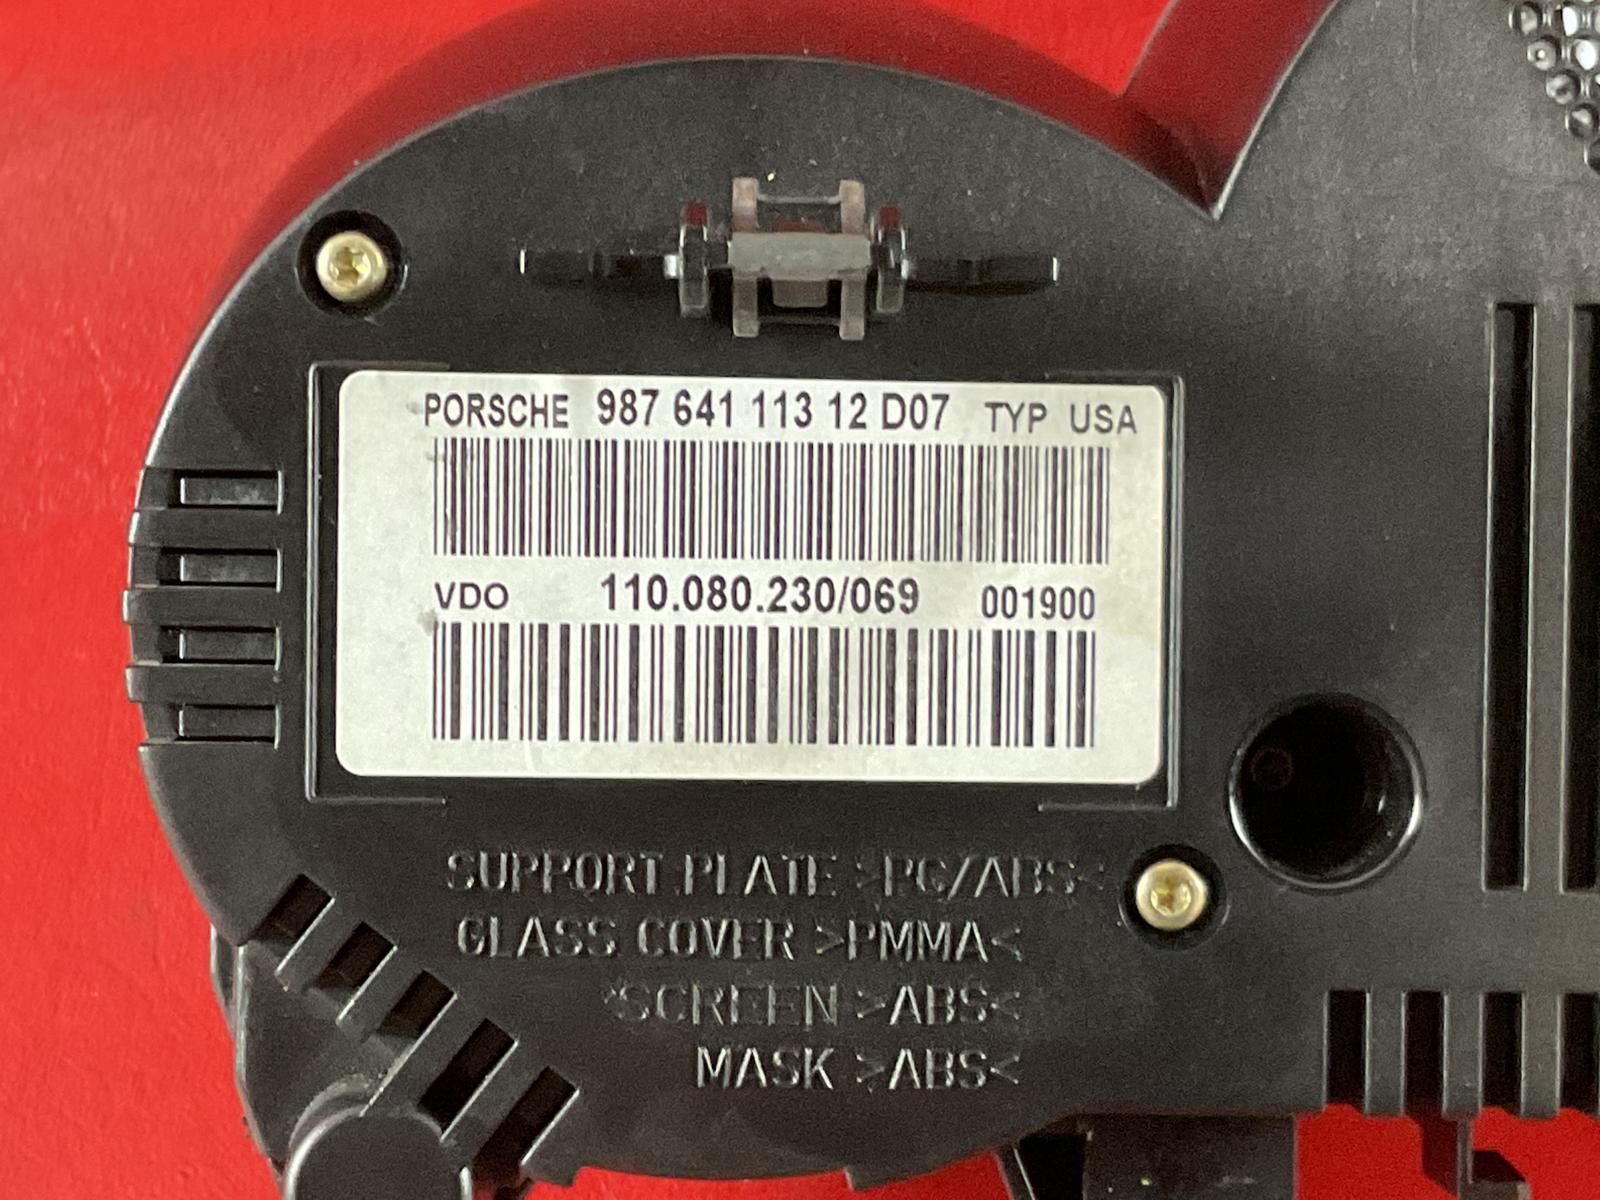 PORSCHE 987 641 113 12 D07 TYP USA
VDO 110.080.230/069 001900
SUPPORT PLATE >PC/ABS<
GLASS COVER >PMMA<
SCREEN >ABS<
MASK >ABS<